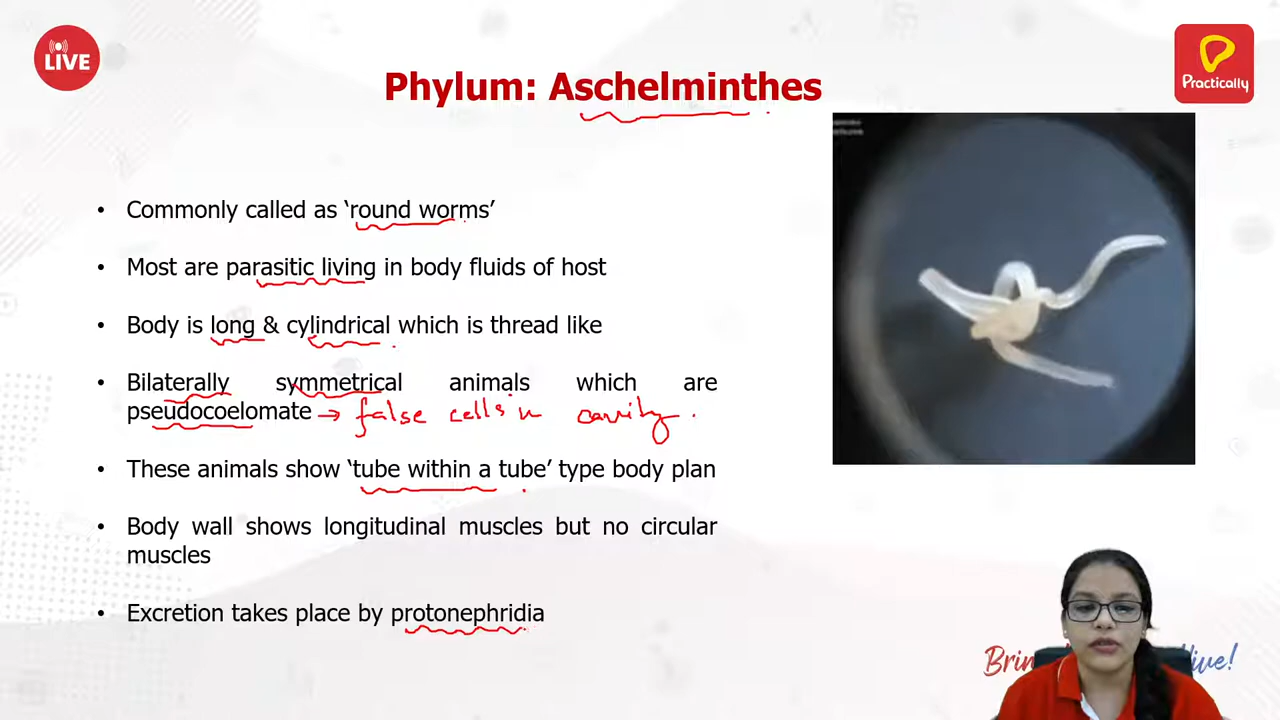 LIVE
Practically
Phylum: Aschelminthes
• Commonly called as ‘round worms’
• Most are parasitic living in body fluids of host
• Body is long & cylindrical which is thread like
• Bilaterally symmetrical animals which are
pseudocoelomate → false cells in cavity.
• These animals show ‘tube within a tube’ type body plan
• Body wall shows longitudinal muscles but no circular
muscles
• Excretion takes place by protonephridia